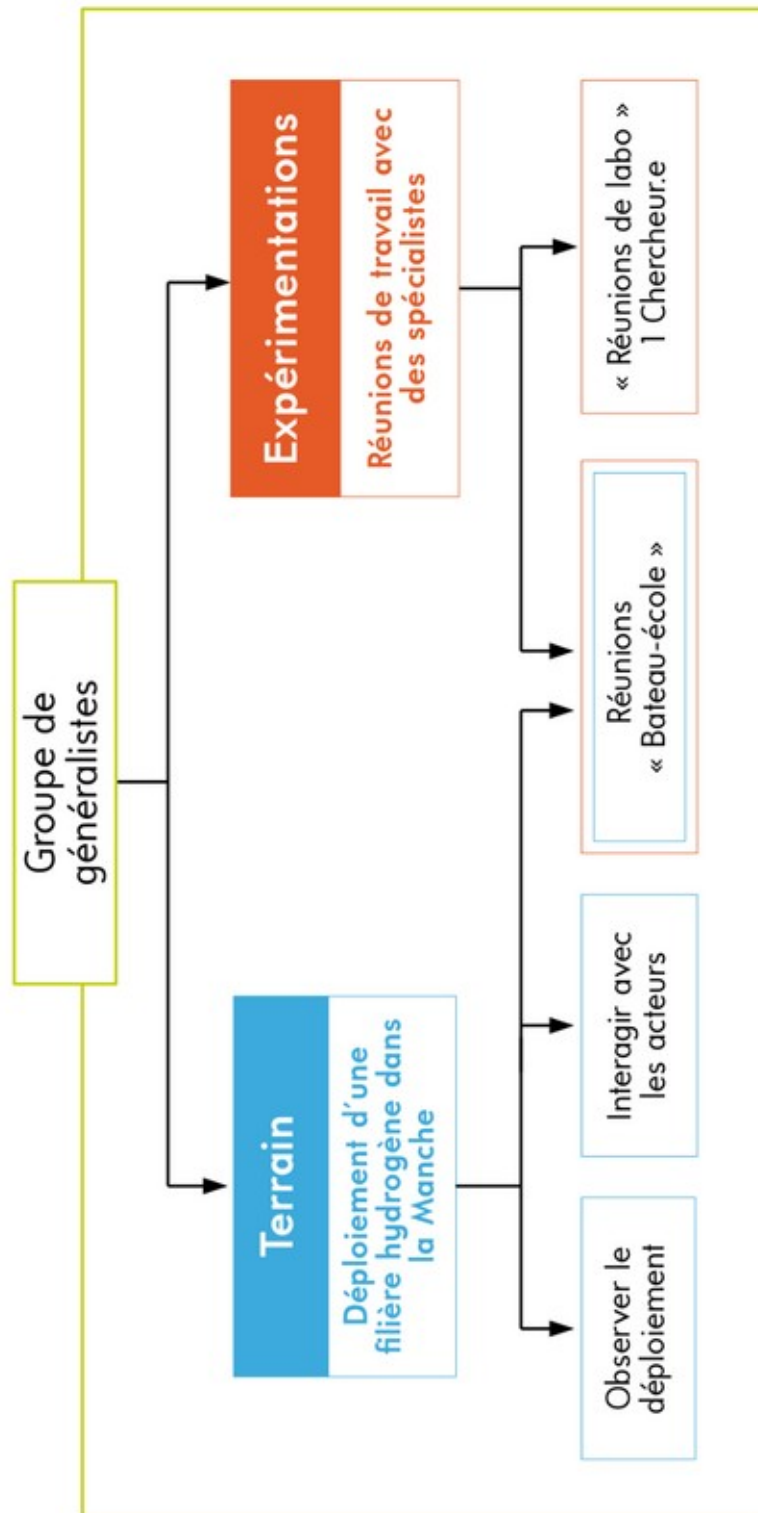 Groupe de
généralistes
Terrain
Déploiement d'une
filière hydrogène dans
la Manche
Expérimentations
Réunions de travail avec
des spécialistes
Observer le
déploiement
Interagir avec
les acteurs
Réunions
« Bateau-école »
« Réunions de labo »
1 Chercheur.e